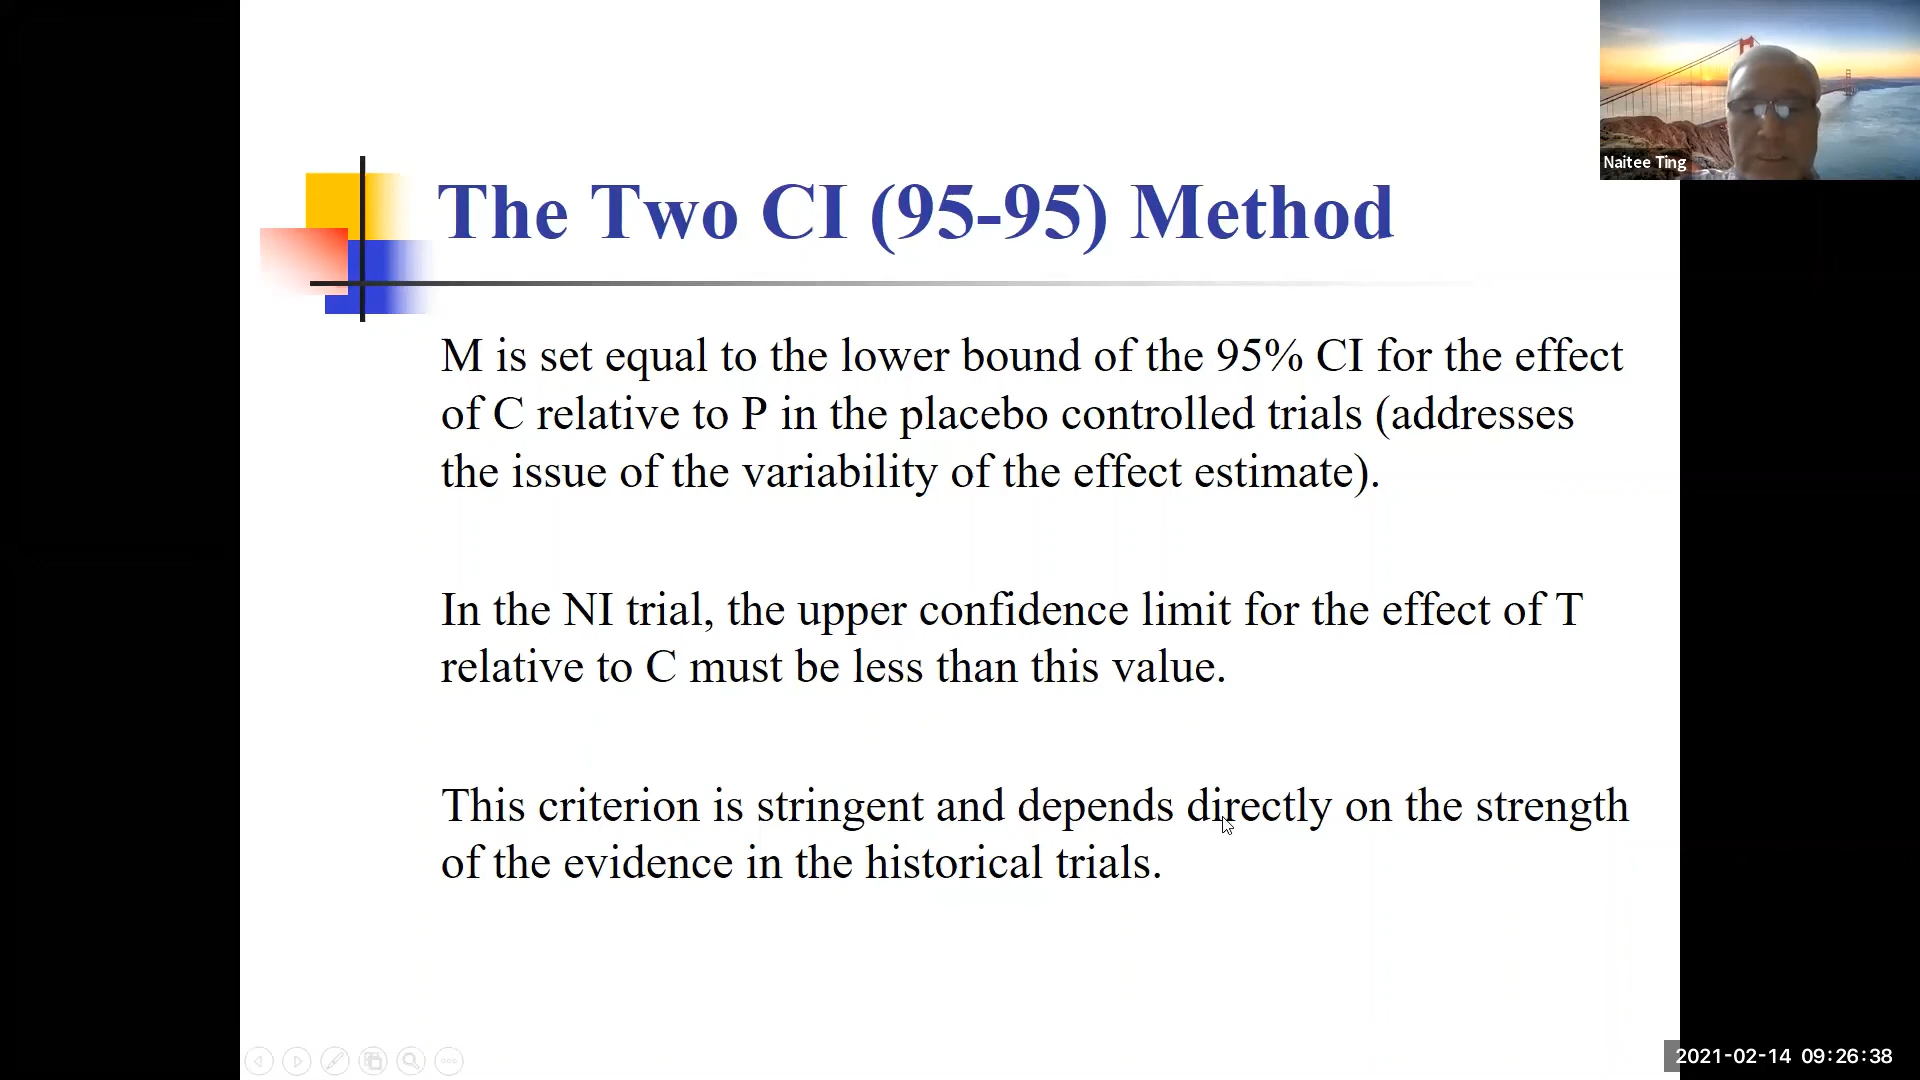 Naitee Ting
The Two CI (95-95) Method
M is set equal to the lower bound of the 95% CI for the effect
of C relative to P in the placebo controlled trials (addresses
the issue of the variability of the effect estimate).
In the NI trial, the upper confidence limit for the effect of T
relative to C must be less than this value.
This criterion is stringent and depends directly on the strength
of the evidence in the historical trials.
2021-02-14 09:26:38